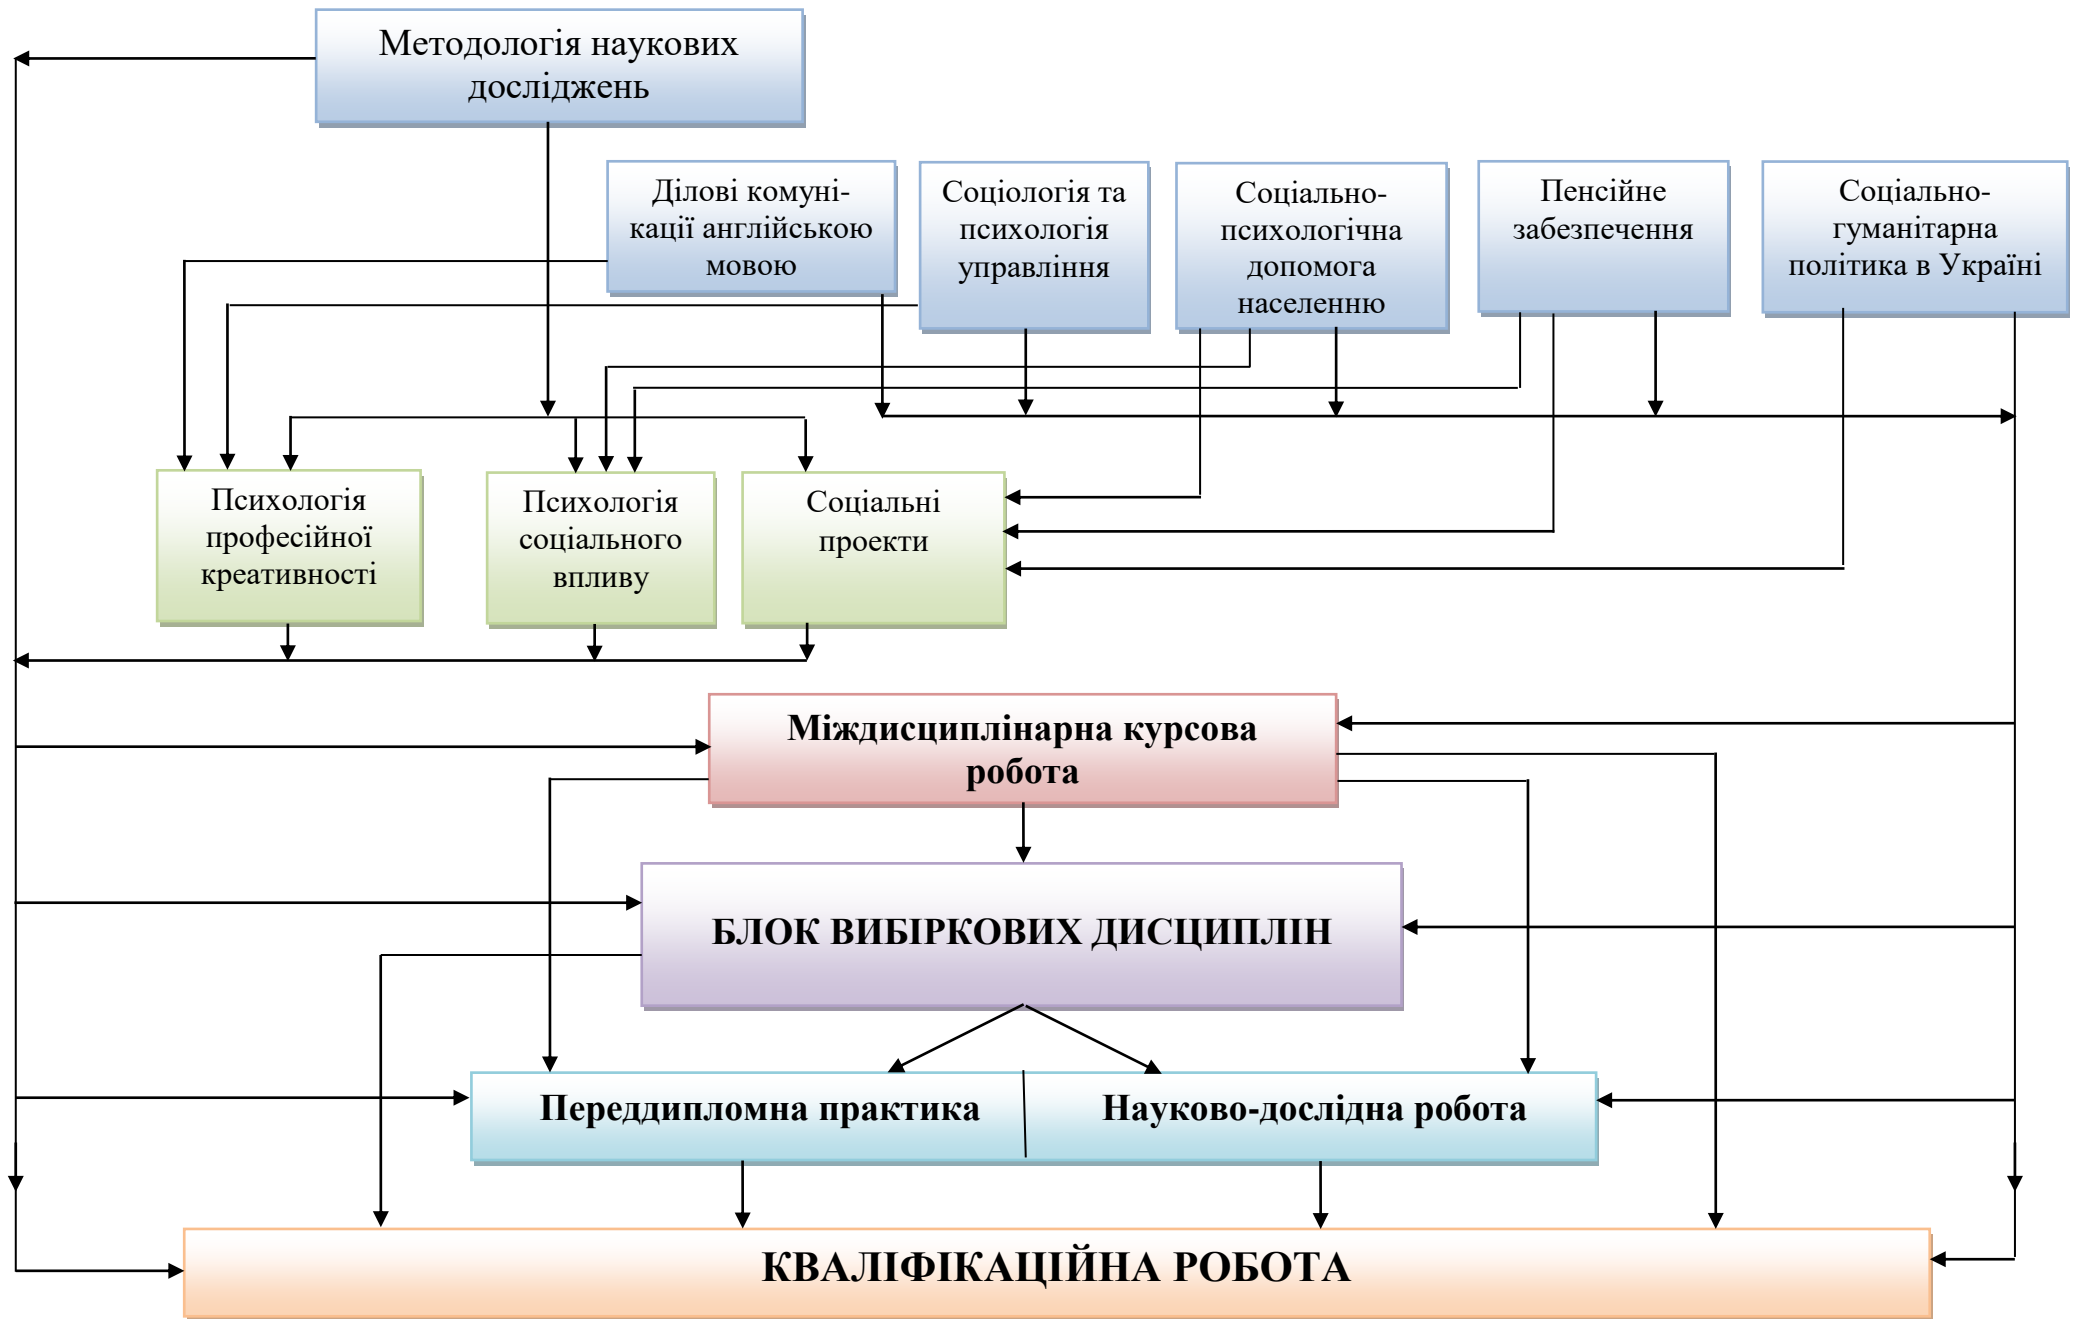 Методологія наукових
досліджень
Ділові комуні-
кації англійською
мовою
Соціологія та
психологія
управління
Соціально-
психологічна
допомога
населенню
Пенсійне
забезпечення
Соціально-
гуманітарна
політика в Україні
Психологія
професійної
креативності
Психологія
соціального
впливу
Соціальні
проекти
Міждисциплінарна курсова
робота
БЛОК ВИБІРКОВИХ ДИСЦИПЛІН
Переддипломна практика
Науково-дослідна робота
КВАЛІФІКАЦІЙНА РОБОТА